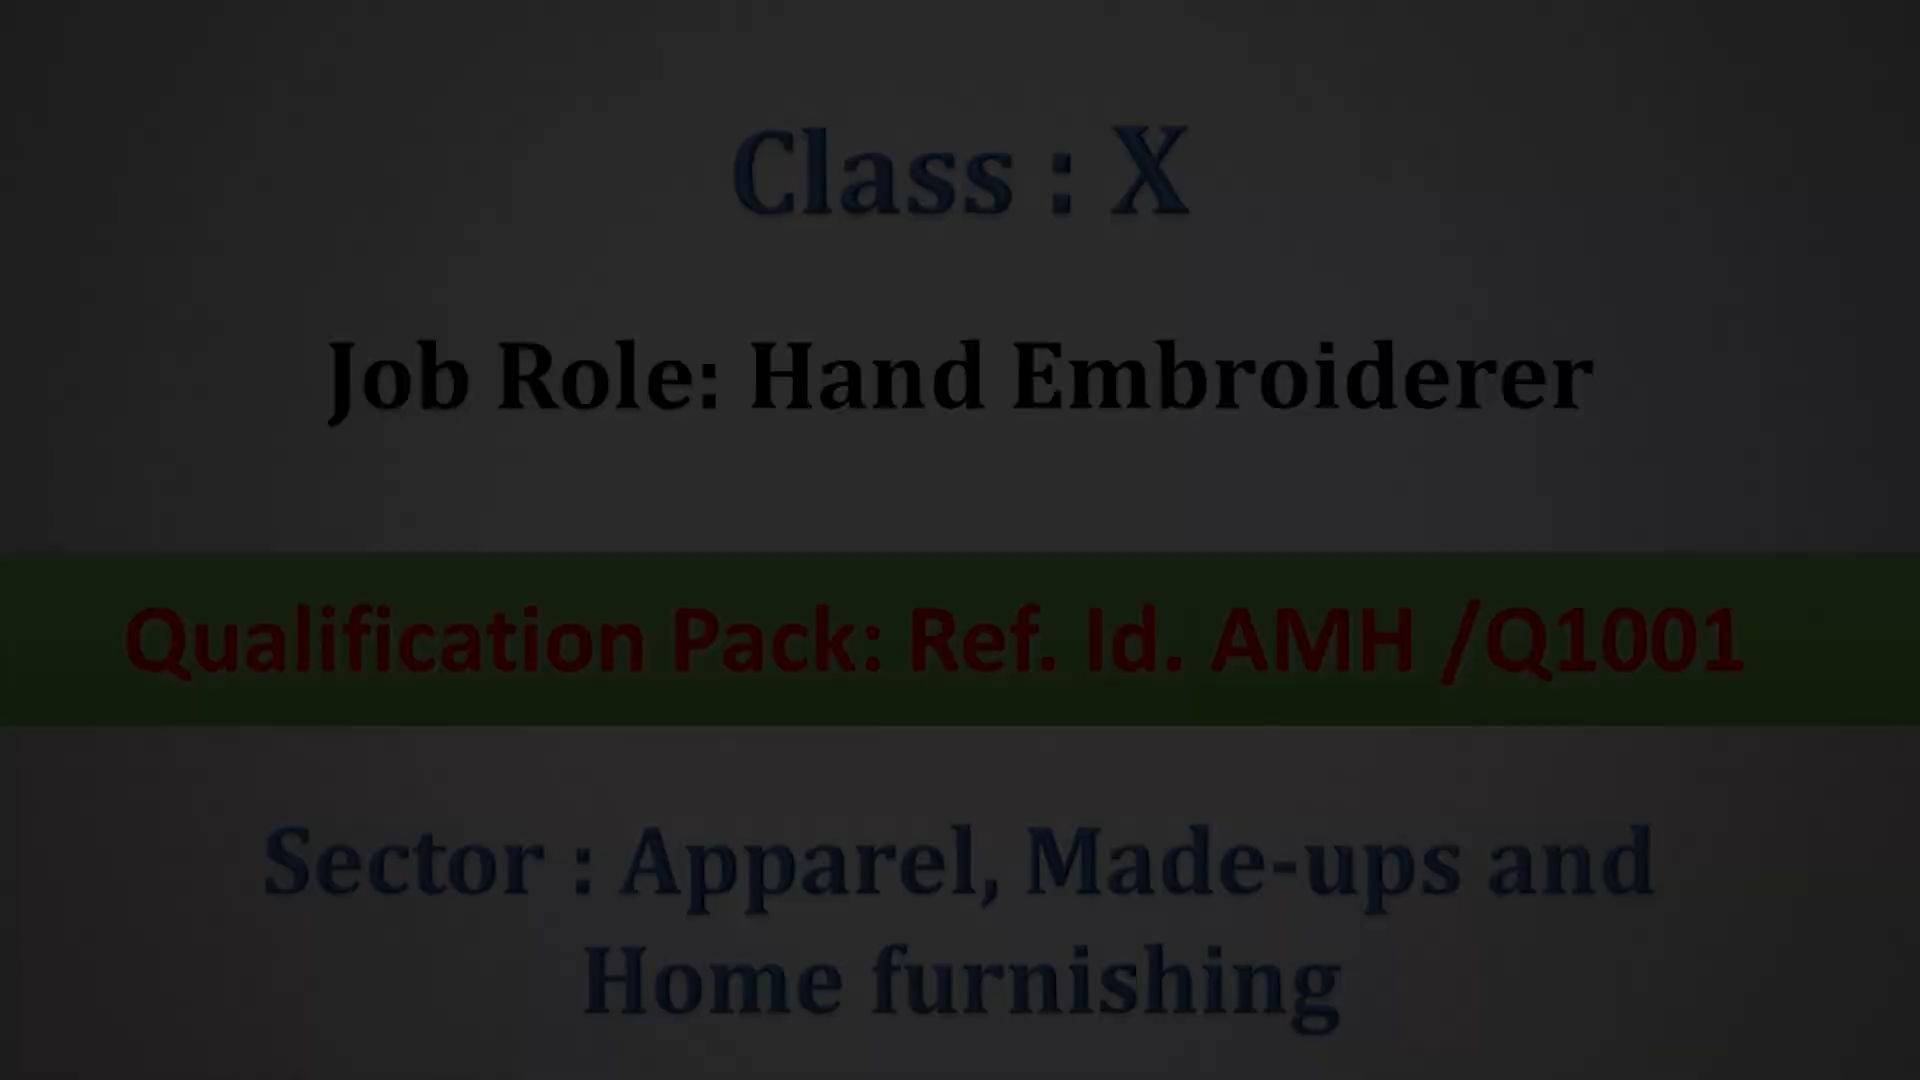 Class : X
Job Role: Hand Embroiderer
Qualification Pack: Ref. Id. AMH /Q1001
Sector : Apparel, Made-ups and
Home furnishing